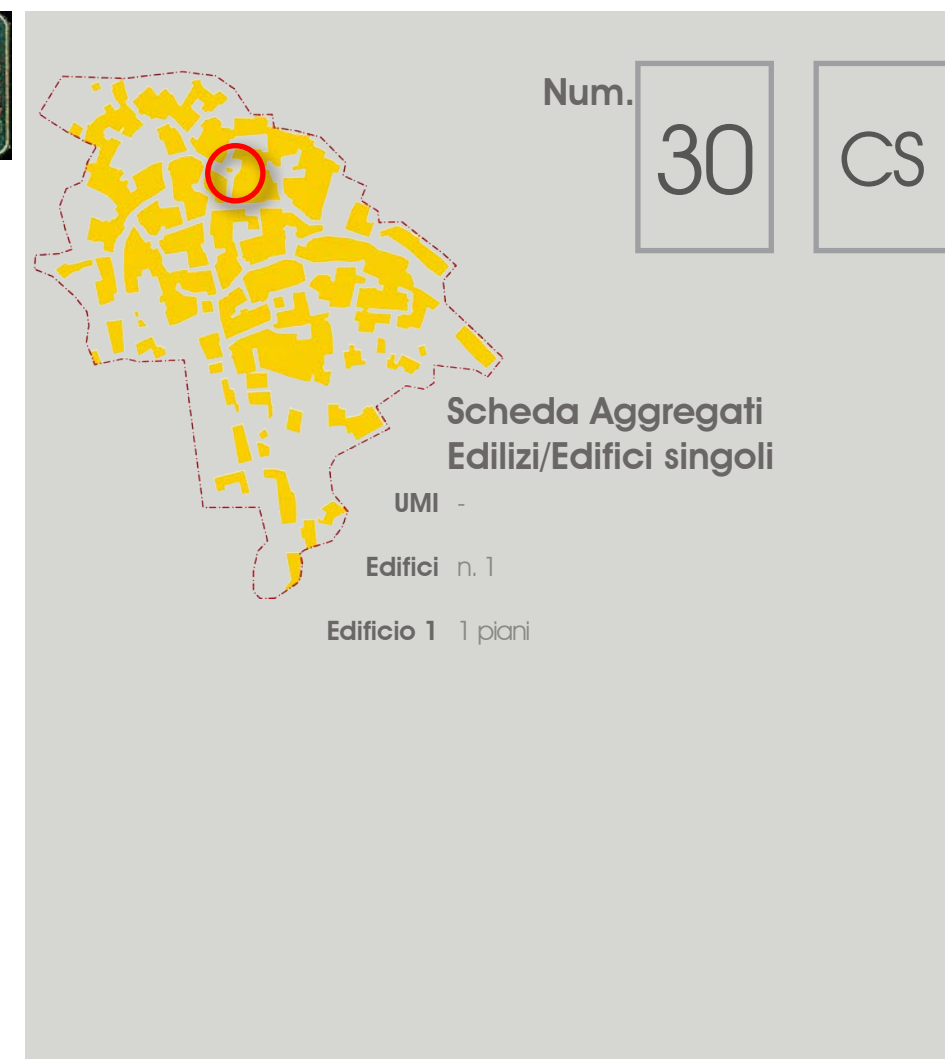 Num.
30
CS
Scheda Aggregati
Edilizi/Edifici singoli
UMI -
Edifici n. 1
Edificio 1 1 piani